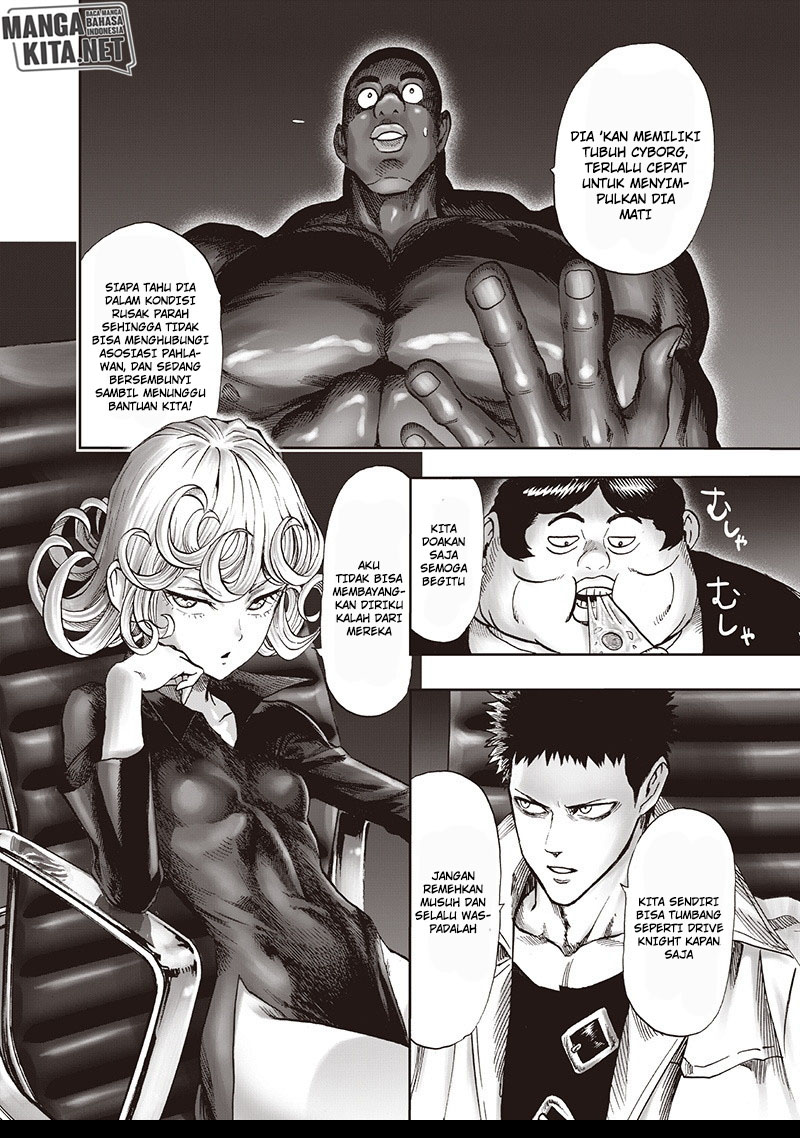 MANGA
KITA.NET
BACA MANGA
BAHASA
INDONESIA
DIA 'KAN MEMILIKI
TUBUH CYBORG,
TERLALU CEPAT
UNTUK MENYIM-
PULKAN DIA
MATI
SIAPA TAHU DIA
DALAM KONDISI
RUSAK PARAH
SEHINGGA TIDAK
BISA MENGHUBUNGI
ASOSIASI PAHLA-
WAN, DAN SEDANG
BERSEMBUNYI
SAMBIL MENUNGGU
BANTUAN KITA!
むしゃ
むしゃ
KITA
DOAKAN
SAJA
SEMOGA
BEGITU
AKU
TIDAK BISA
MEMBAYANG-
KAN DIRIKU
KALAH DARI
MEREKA
KITA SENDIRI
BISA TUMBANG
SEPERTI DRIVE
KNIGHT KAPAN
SAJA
JANGAN
REMEHKAN
MUSUH DAN
SELALU WAS-
PADALAH